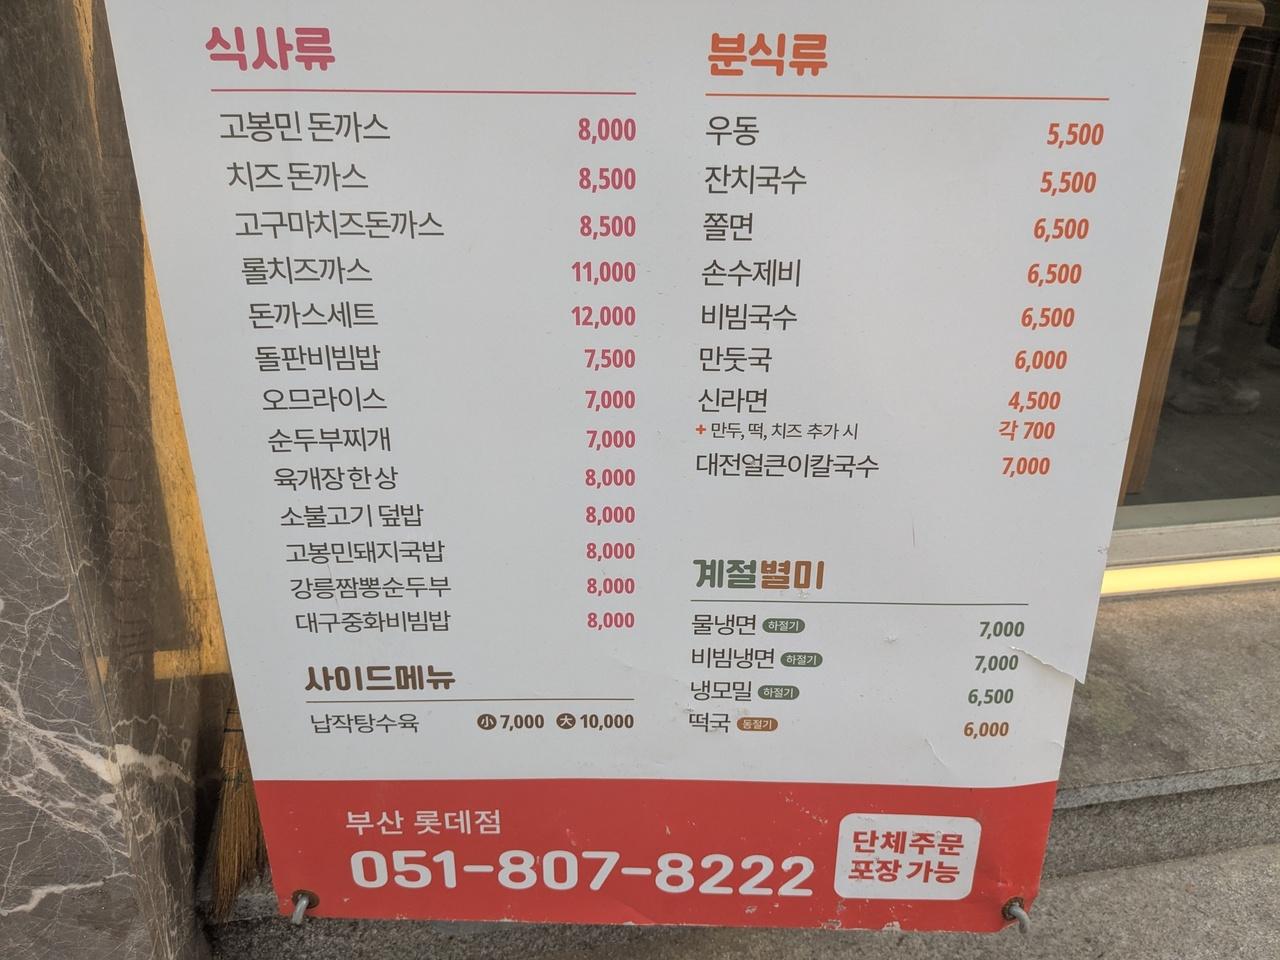 식사류
고봉민 돈까스 8,000
치즈 돈까스 8,500
고구마치즈돈까스 8,500
롤치즈까스 11,000
돈까스세트 12,000
돌판비빔밥 7,500
오므라이스 7,000
순두부찌개 7,000
육개장한상 8,000
소불고기 덮밥 8,000
고봉민돼지국밥 8,000
강릉짬뽕순두부 8,000
대구중화비빔밥 8,000
사이드메뉴
납작탕수육 小 7,000 大 10,000
분식류
우동 5,500
잔치국수 5,500
쫄면 6,500
손수제비 6,500
비빔국수 6,500
만둣국 6,000
신라면 4,500
+ 만두, 떡, 치즈 추가 시 각 700
대전얼큰이칼국수 7,000
계절별미
물냉면 하절기 7,000
비빔냉면 하절기 7,000
냉모밀 하절기 6,500
떡국 동절기 6,000
부산 롯데점
051-807-8222
단체주문
포장 가능